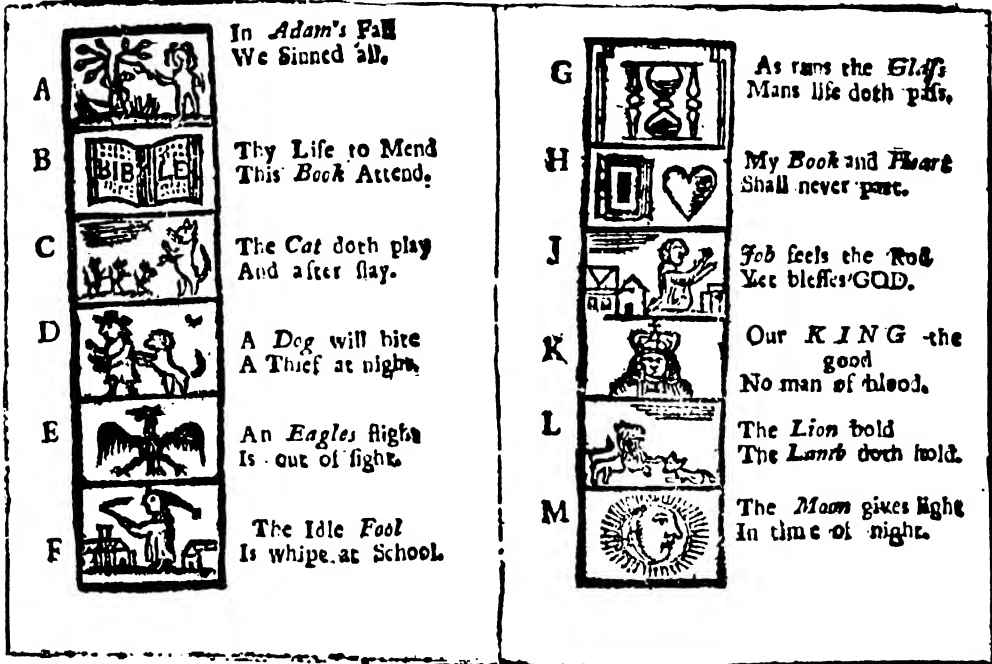 A
In Adam's Fall
We Sinned all.
B
BIBLE
Thy Life to Mend
This Book Attend.
C
The Cat doth play
And after slay.
D
A Dog will bite
A Thief at night.
E
An Eagles flight
Is out of sight.
F
The Idle Fool
Is whipt at School.
G
As runs the Glass
Mans life doth pass.
H
My Book and Heart
Shall never part.
J
Job feels the Rod
Yet blesses GOD.
K
Our KING the
good
No man of blood.
L
The Lion bold
The Lamb doth hold.
M
The Moon gives light
In time of night.